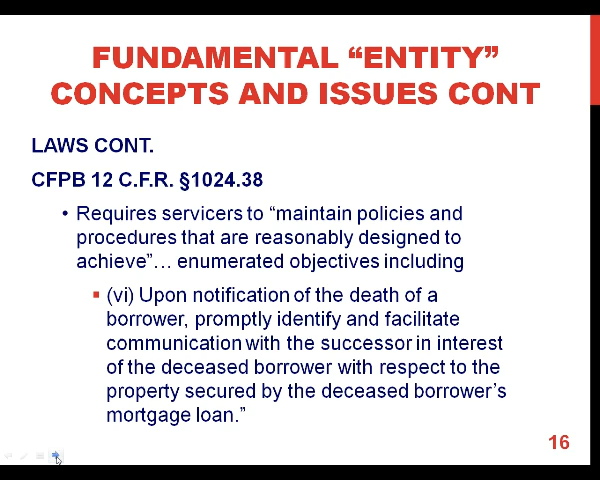 FUNDAMENTAL “ENTITY”
CONCEPTS AND ISSUES CONT
LAWS CONT.
CFPB 12 C.F.R. §1024.38
• Requires servicers to “maintain policies and
procedures that are reasonably designed to
achieve”… enumerated objectives including
▪ (vi) Upon notification of the death of a
borrower, promptly identify and facilitate
communication with the successor in interest
of the deceased borrower with respect to the
property secured by the deceased borrower’s
mortgage loan.”
16